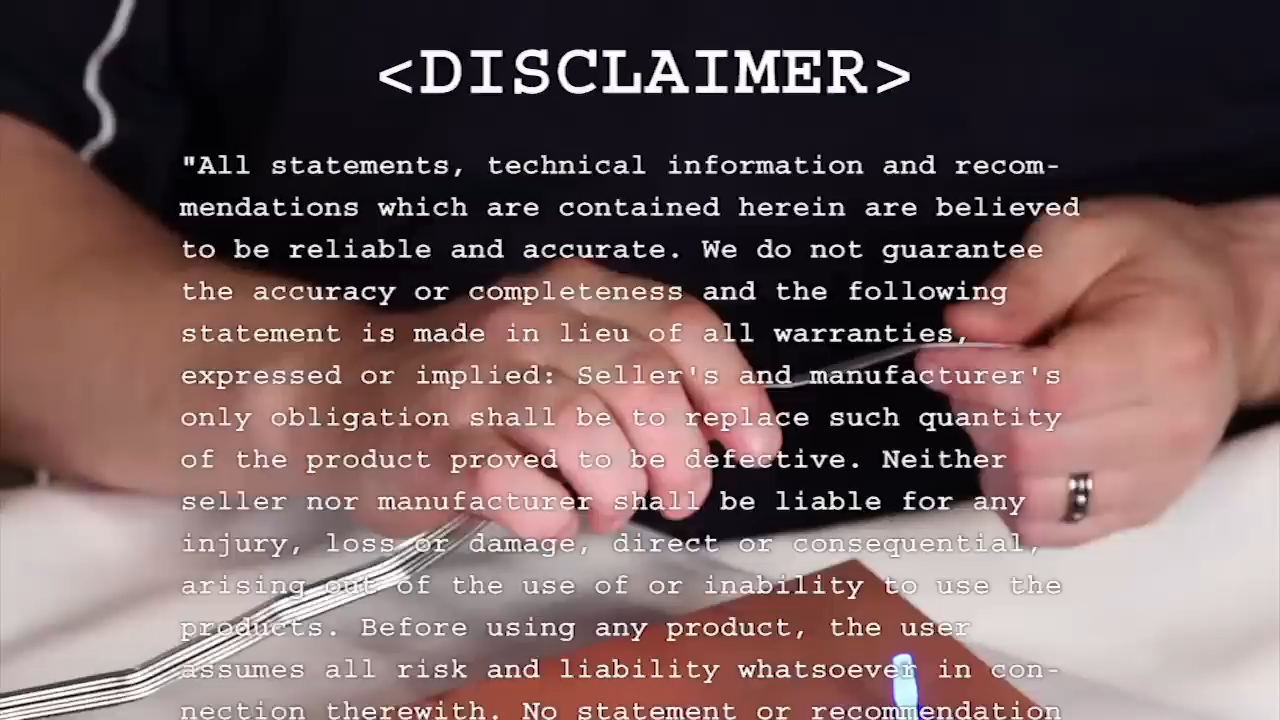 <DISCLAIMER>
"All statements, technical information and recom-
mendations which are contained herein are believed
to be reliable and accurate. We do not guarantee
the accuracy or completeness and the following
statement is made in lieu of all warranties,
expressed or implied: Seller's and manufacturer's
only obligation shall be to replace such quantity
of the product proved to be defective. Neither
seller nor manufacturer shall be liable for any
injury, loss or damage, direct or consequential,
arising out of the use of or inability to use the
products. Before using any product, the user
assumes all risk and liability whatsoever in con-
nection therewith. No statement or recommendation